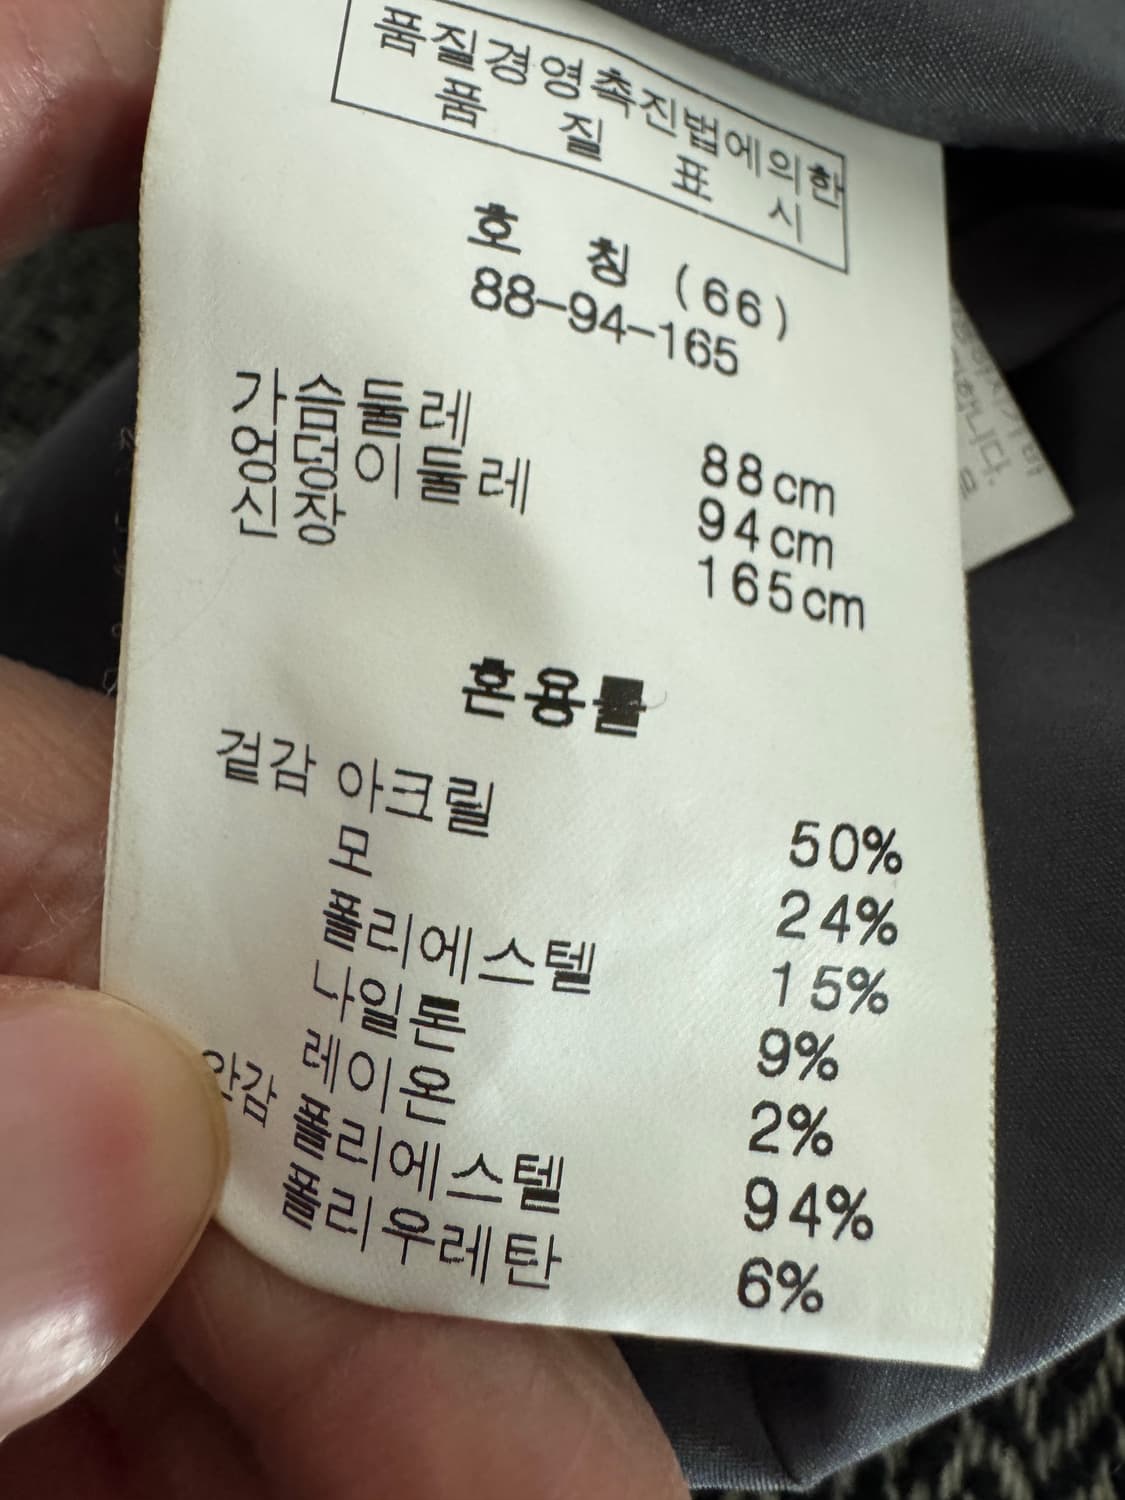 품질경영촉진법에의한
품 질 표 시
호 칭 (66)
88-94-165
가슴둘레 88cm
엉덩이둘레 94cm
신장 165cm
혼용률
겉감 아크릴 50%
모 24%
폴리에스텔 15%
나일론 9%
레이온 2%
안감 폴리에스텔 94%
폴리우레탄 6%